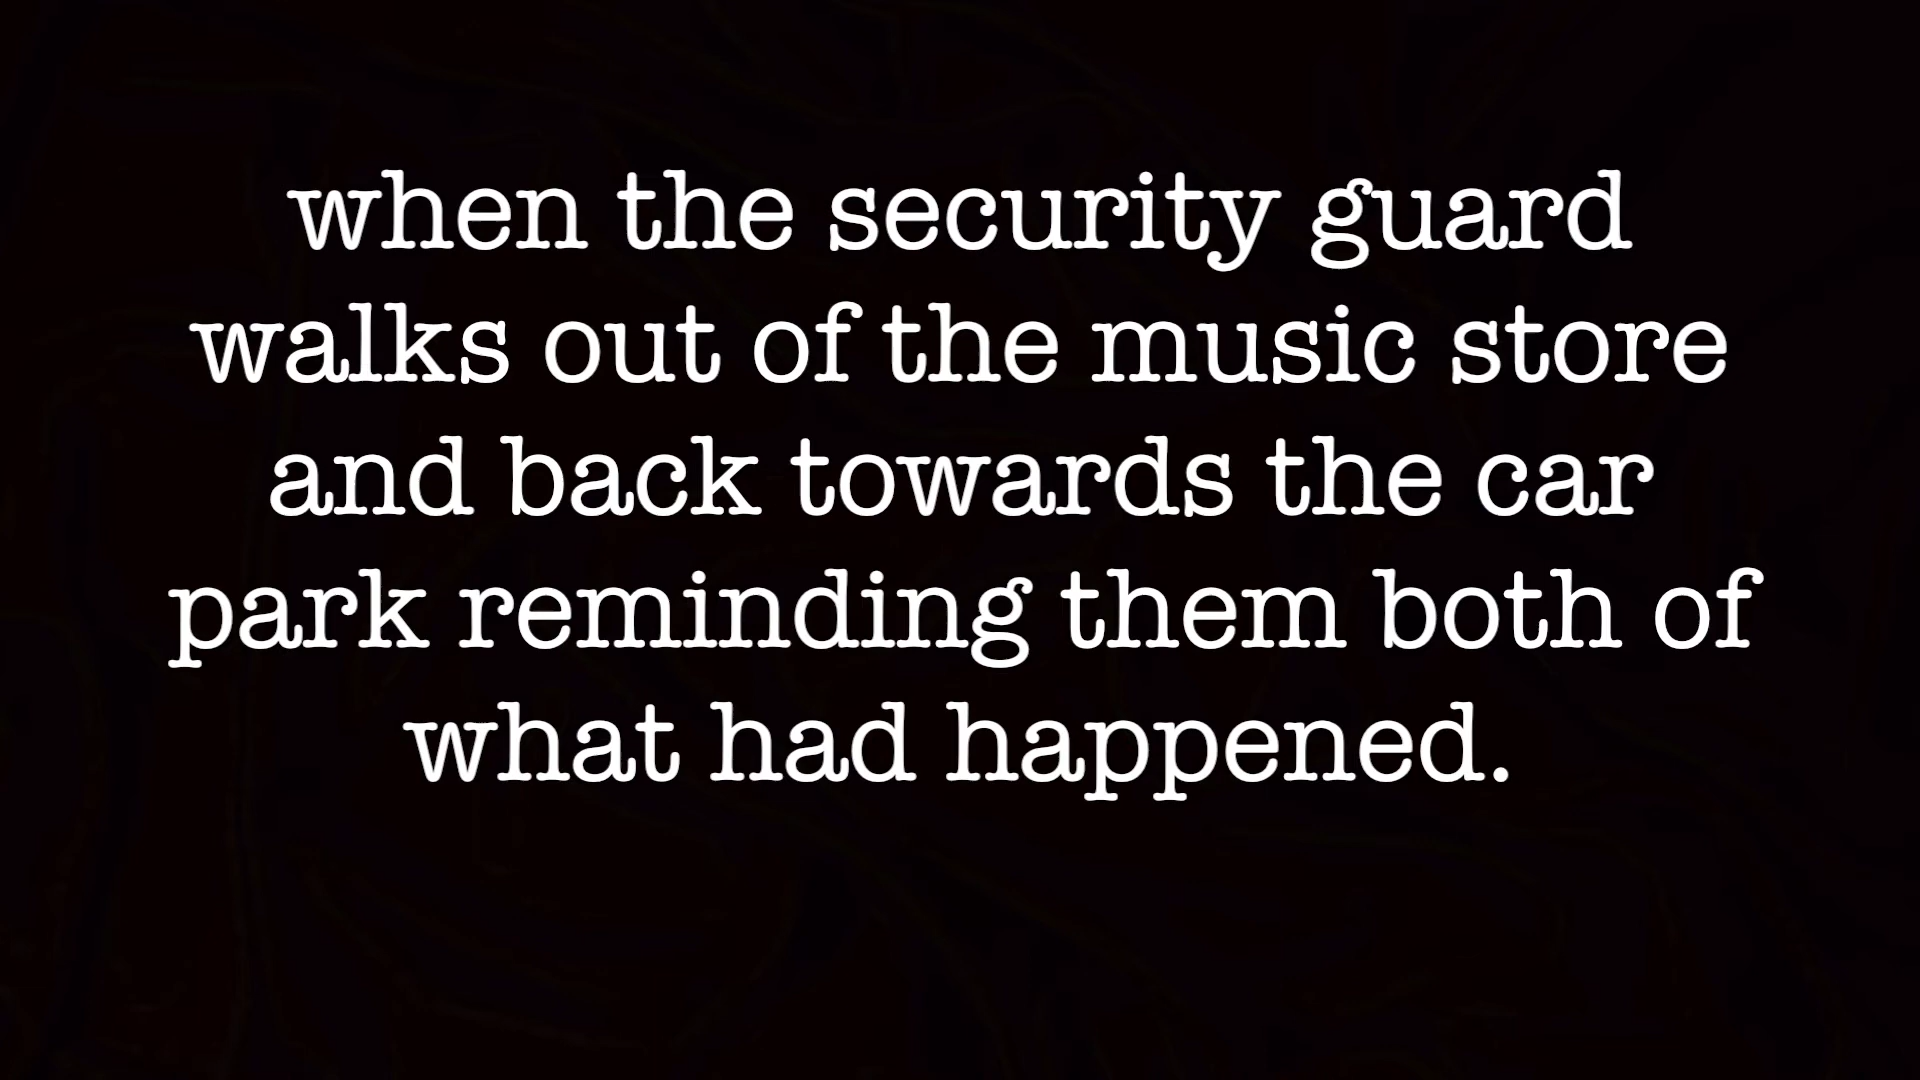 when the security guard
walks out of the music store
and back towards the car
park reminding them both of
what had happened.